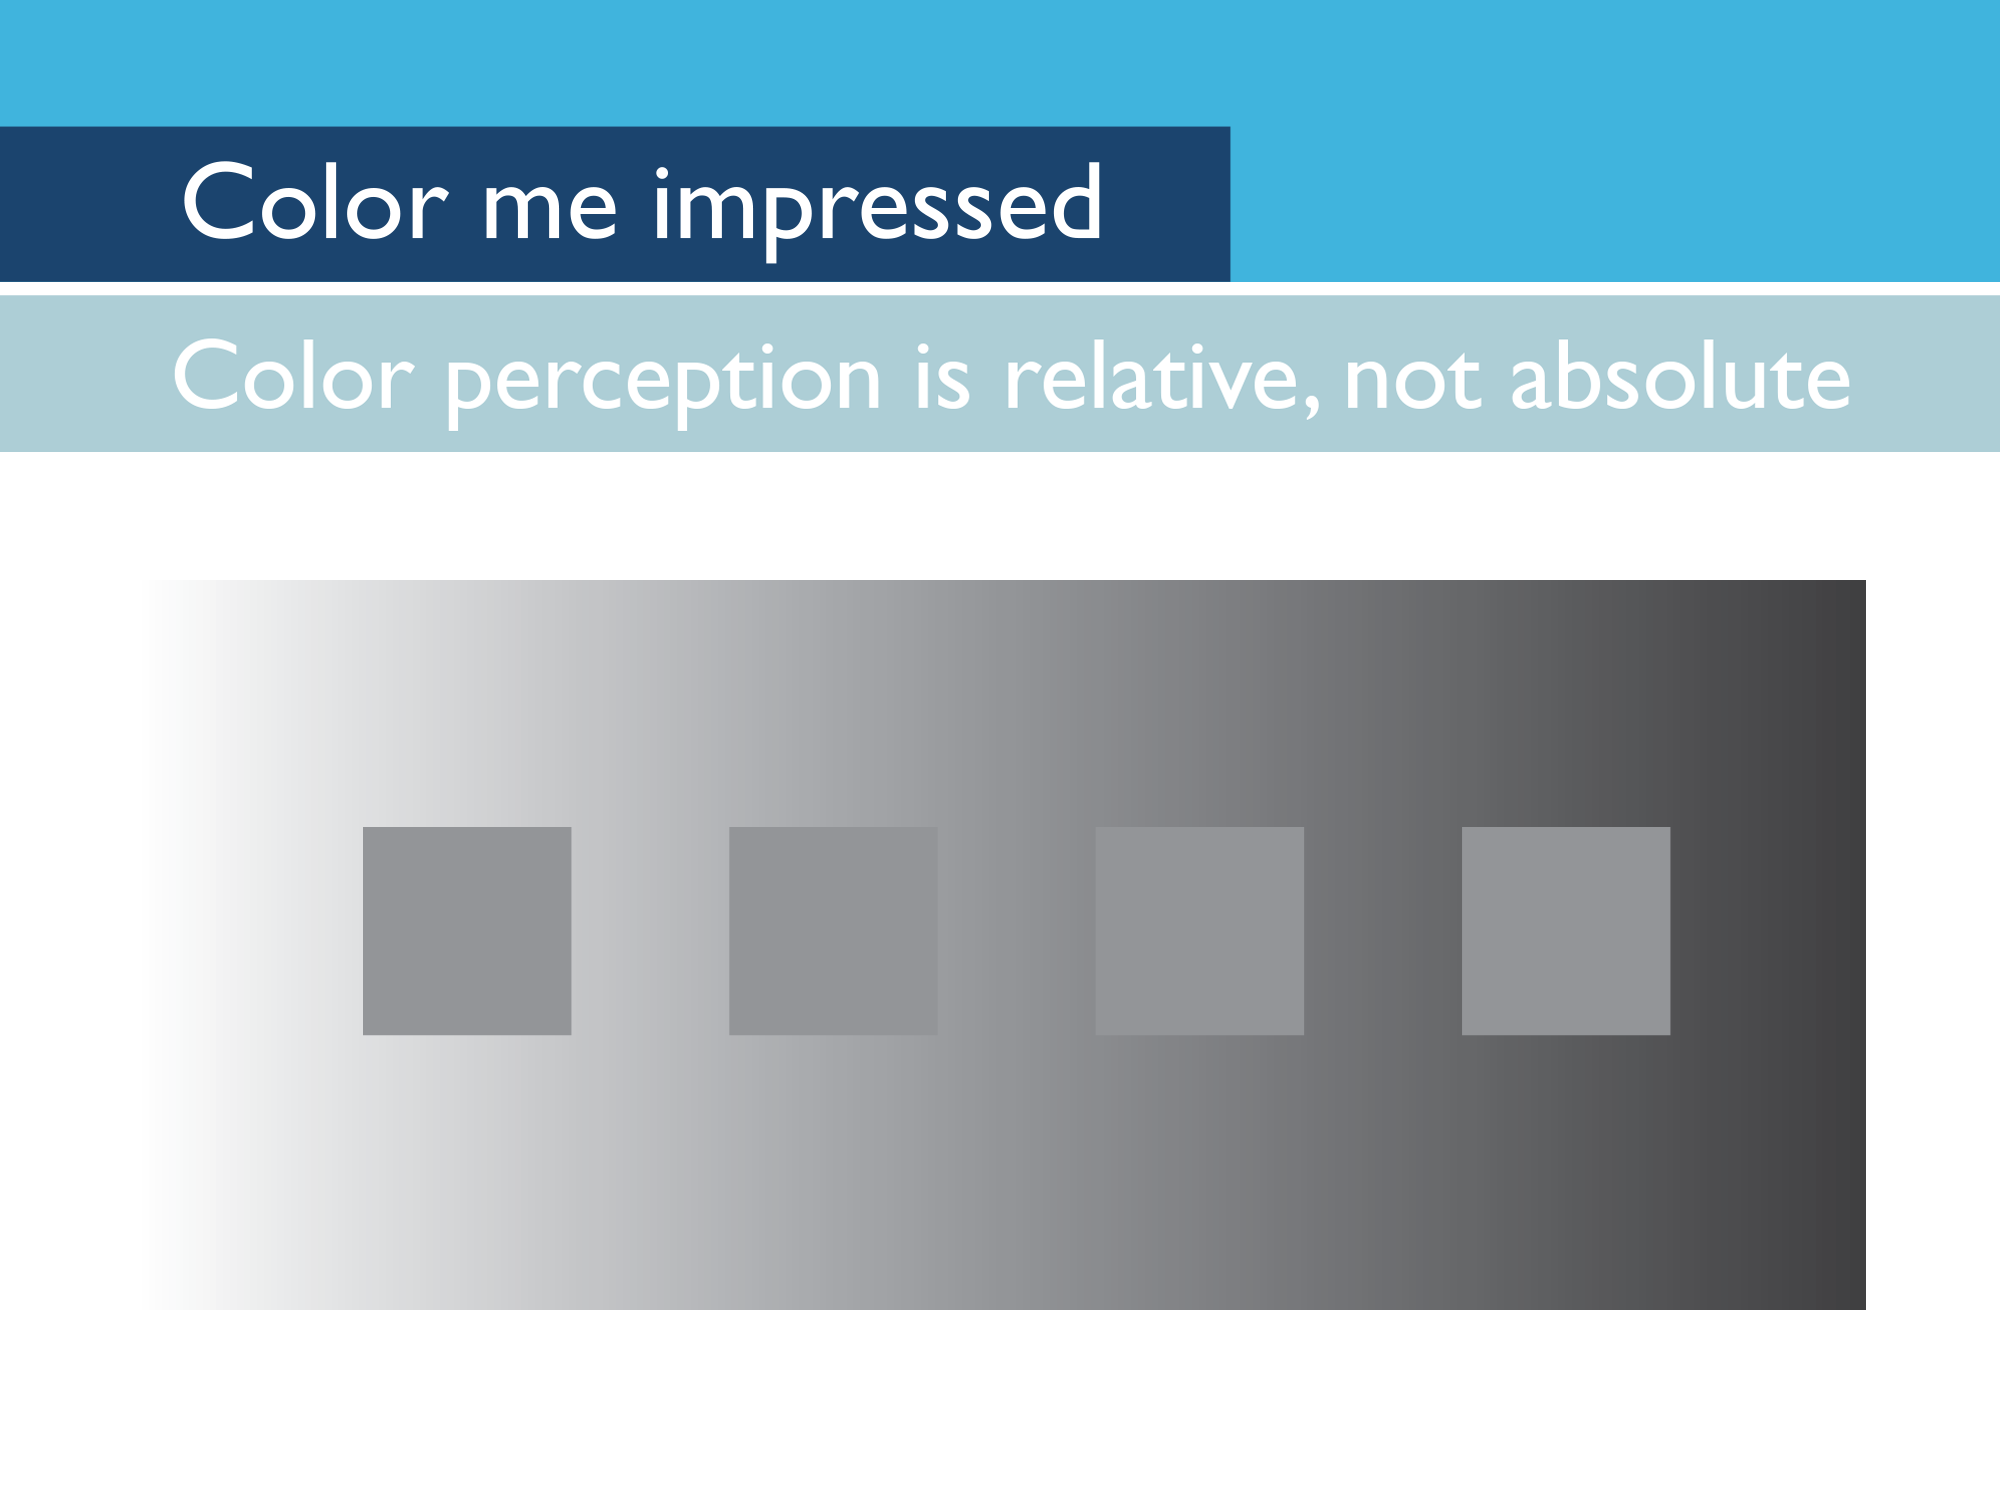 Color me impressed
Color perception is relative, not absolute